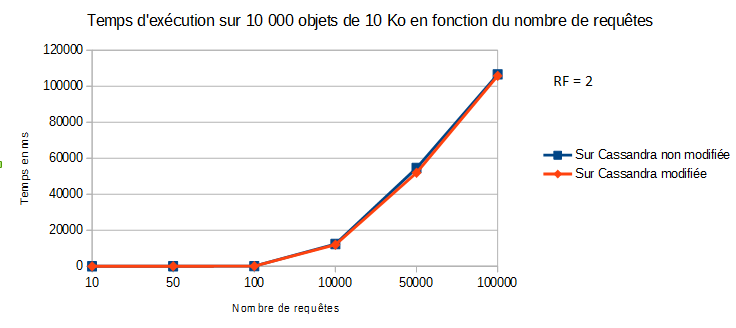 Temps d'exécution sur 10 000 objets de 10 Ko en fonction du nombre de requêtes
120000
100000
80000
60000
40000
20000
0
Temps en ms
10 50 100 10000 50000 100000
Nombre de requêtes
RF = 2
Sur Cassandra non modifiée
Sur Cassandra modifiée